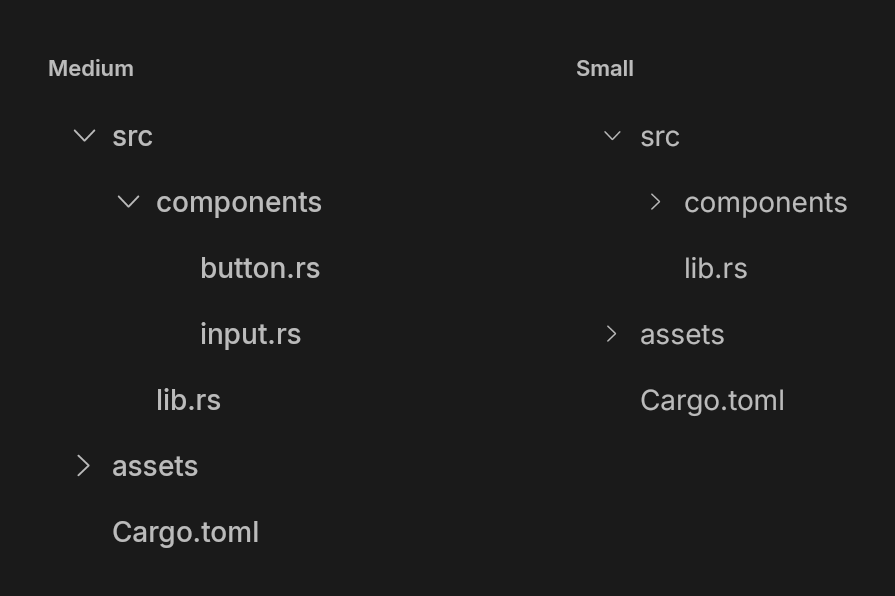 Medium
src
components
button.rs
input.rs
lib.rs
assets
Cargo.toml
Small
src
components
lib.rs
assets
Cargo.toml